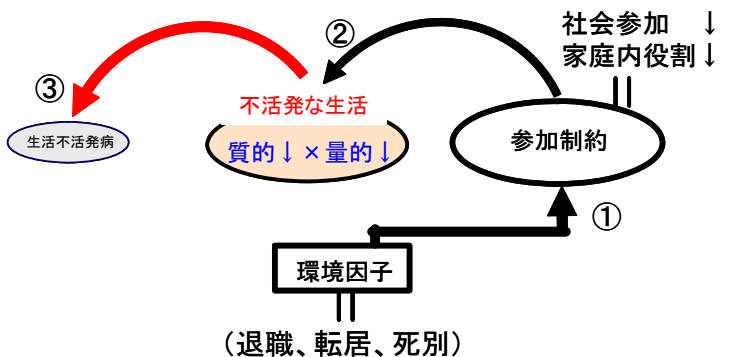 社会参加 ↓
家庭内役割↓
②
③
不活発な生活
質的↓×量的↓
生活不活発病
参加制約
①
環境因子
（退職、転居、死別）